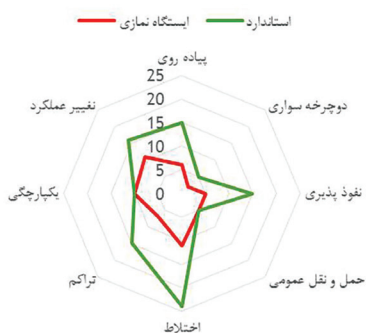 استاندارد
ایستگاه نمازی
پیاده روی
دوچرخه سواری
نفوذ پذیری
حمل و نقل عمومی
اختلاط
تراکم
یکپارچگی
تغییر عملکرد
25
20
15
10
5
0